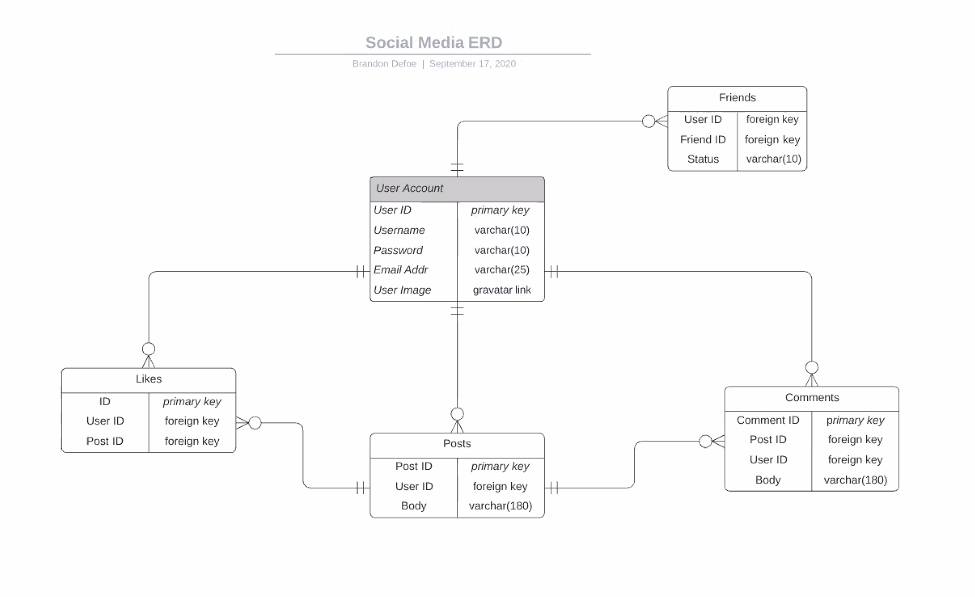 Social Media ERD
Brandon Defoe | September 17, 2020
Friends
User ID foreign key
Friend ID foreign key
Status varchar(10)
User Account
User ID primary key
Username varchar(10)
Password varchar(10)
Email Addr varchar(25)
User Image gravatar link
Likes
ID primary key
User ID foreign key
Post ID foreign key
Posts
Post ID primary key
User ID foreign key
Body varchar(180)
Comments
Comment ID primary key
Post ID foreign key
User ID foreign key
Body varchar(180)